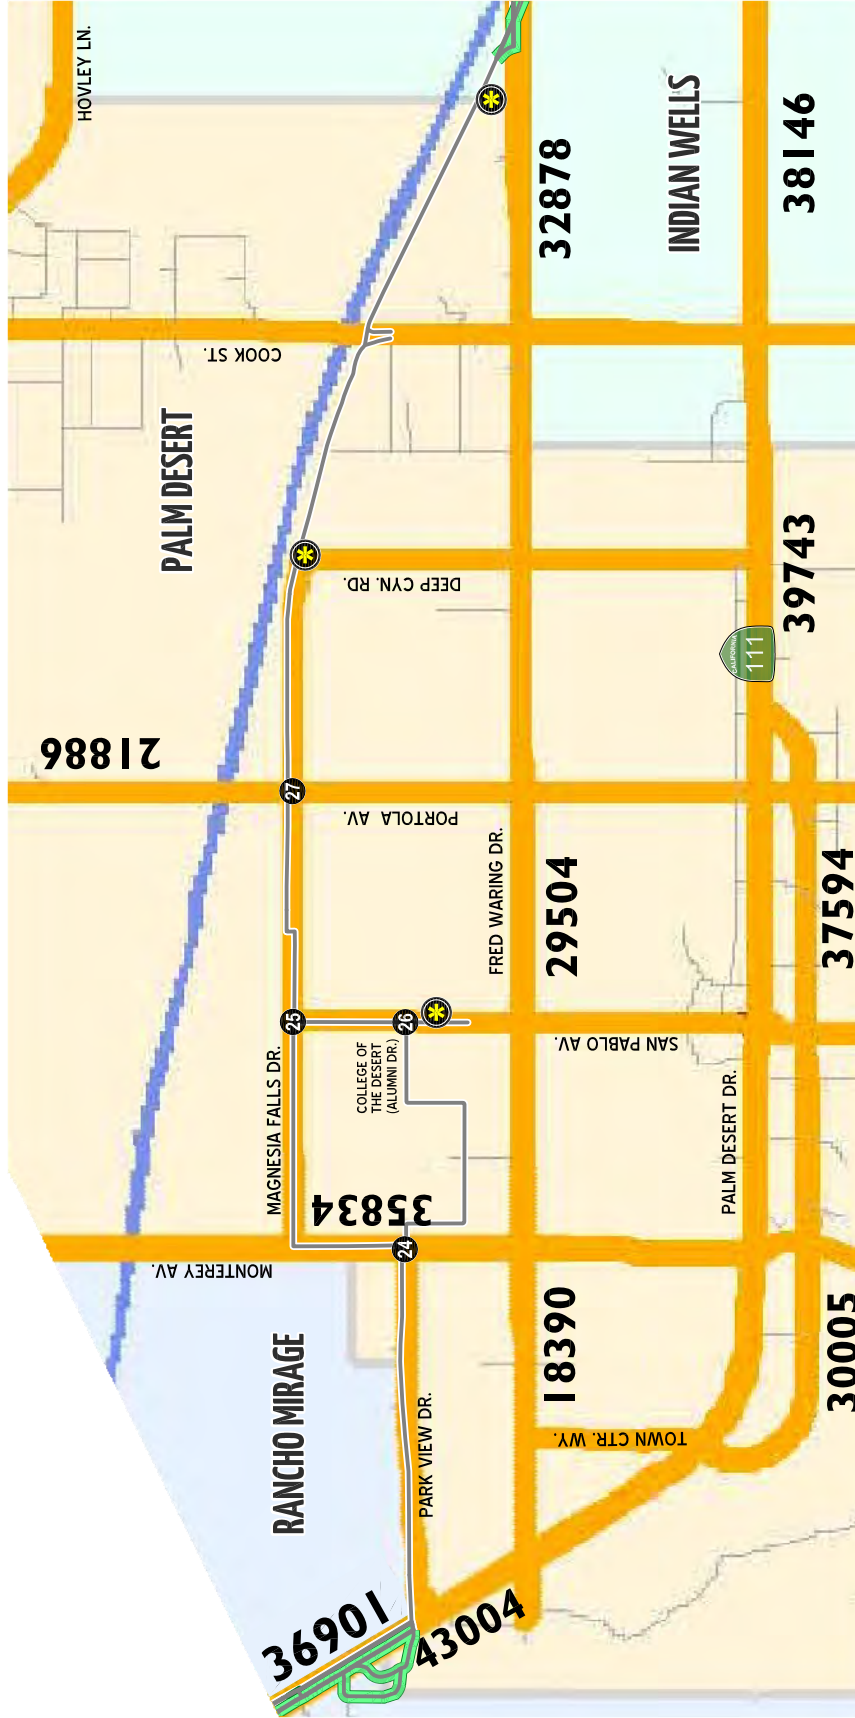 HOVLEY LN.
32878
INDIAN WELLS
38146
COOK ST.
PALM DESERT
DEEP CYN. RD.
39743
CALIFORNIA
111
21886
27
PORTOLA AV.
FRED WARING DR.
29504
37594
25
26
SAN PABLO AV.
COLLEGE OF
THE DESERT
(ALUMNI DR.)
MAGNESIA FALLS DR.
PALM DESERT DR.
35834
24
MONTEREY AV.
18390
30005
RANCHO MIRAGE
PARK VIEW DR.
TOWN CTR. WY.
36901
43004